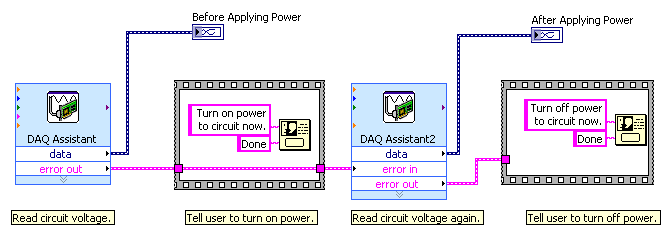 Before Applying Power
After Applying Power
DAQ Assistant
data
error out
Turn on power
to circuit now.
Done
DAQ Assistant2
data
error in
error out
Turn off power
to circuit now.
Done
Read circuit voltage.
Tell user to turn on power.
Read circuit voltage again.
Tell user to turn off power.